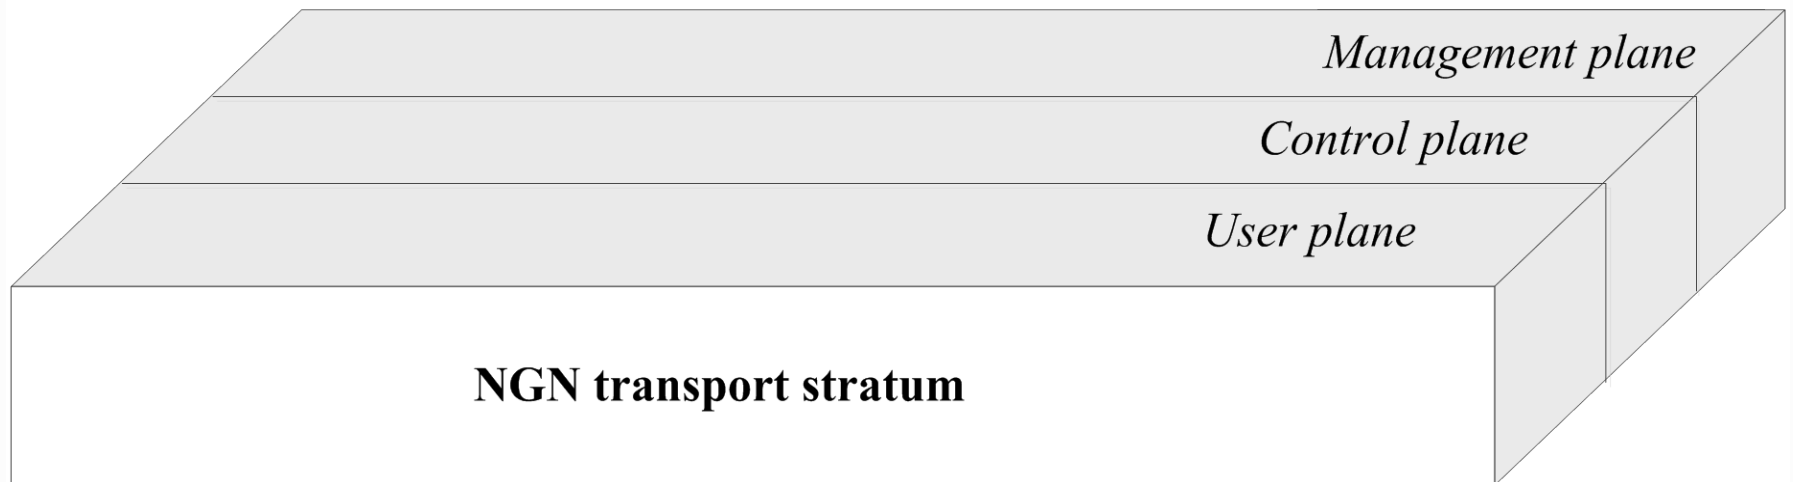 Management plane
Control plane
User plane
NGN transport stratum